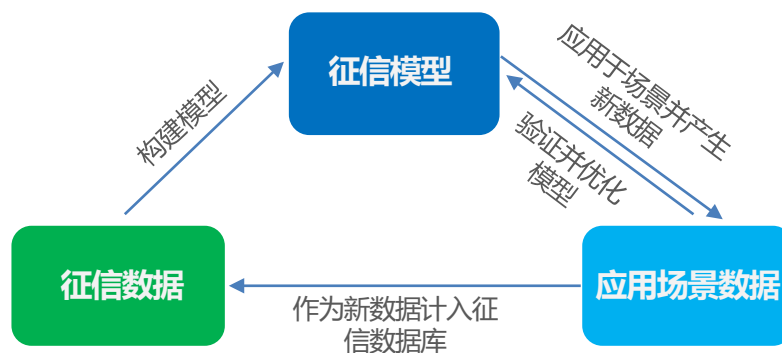 征信模型
应用于场景并产生
新数据
构建模型
验证并优化
模型
征信数据
应用场景数据
作为新数据计入征
信数据库